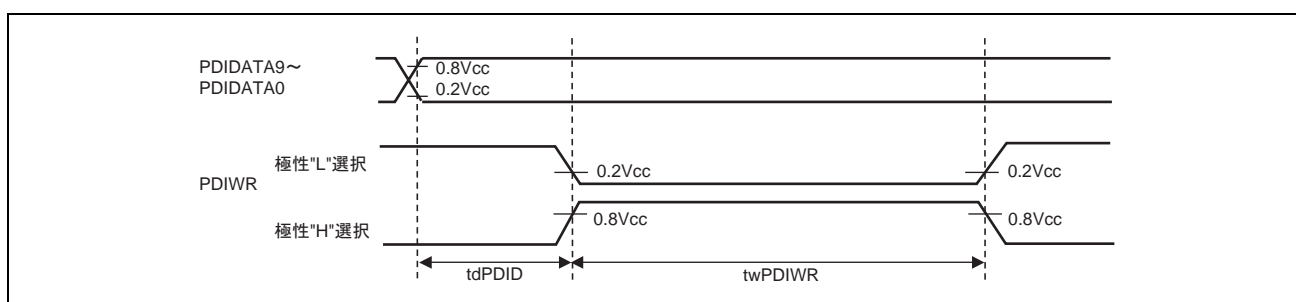 PDIDATA9～
PDIDATA0
0.8Vcc
0.2Vcc
PDIWR
極性"L"選択
0.2Vcc
0.2Vcc
極性"H"選択
0.8Vcc
0.8Vcc
tdPDID
twPDIWR